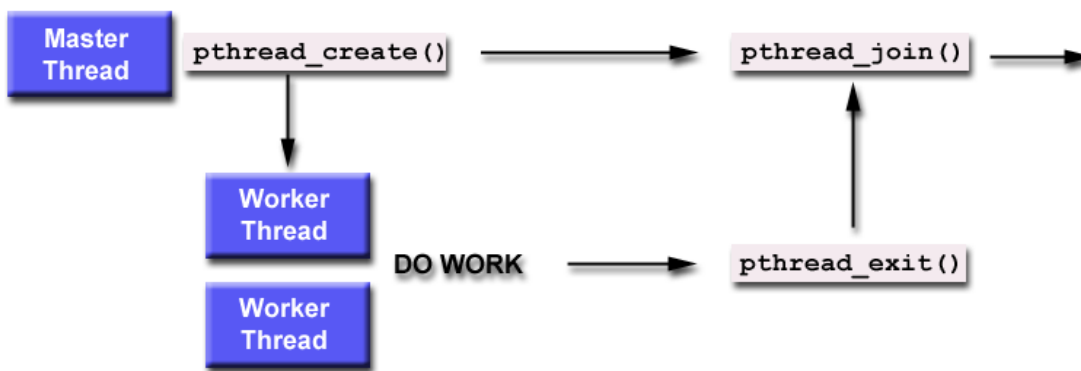 Master
Thread
pthread_create()
pthread_join()
Worker
Thread
DO WORK
pthread_exit()
Worker
Thread